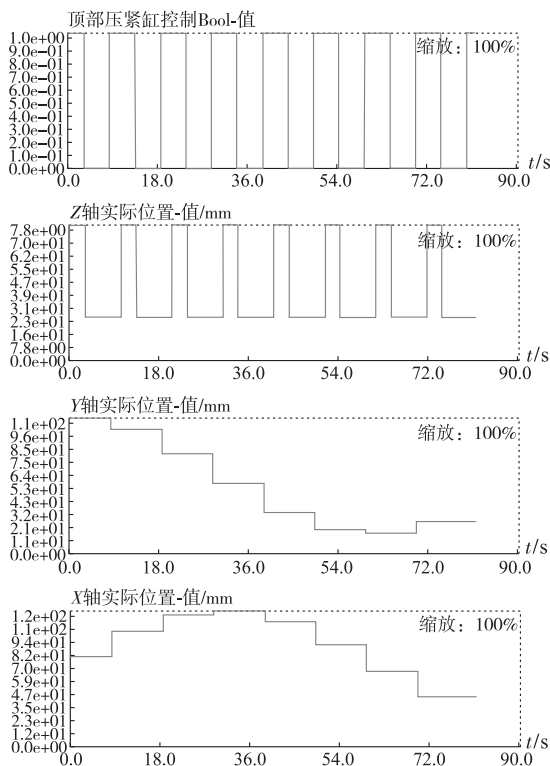 顶部压紧缸控制Bool-值
缩放：100%
1.0e+00
9.0e−01
8.0e−01
7.0e−01
6.0e−01
5.0e−01
4.0e−01
3.0e−01
2.0e−01
1.0e−01
0.0e+00
t/s
0.0 18.0 36.0 54.0 72.0 90.0
Z轴实际位置-值/mm
缩放：100%
7.8e+00
7.0e+01
6.2e+01
5.5e+01
4.7e+01
3.9e+01
3.1e+01
2.3e+01
1.6e+01
7.8e+00
0.0e+00
t/s
0.0 18.0 36.0 54.0 72.0 90.0
Y轴实际位置-值/mm
缩放：100%
1.1e+02
9.6e+01
8.5e+01
7.5e+01
6.4e+01
5.3e+01
4.3e+01
3.2e+01
2.1e+01
1.1e+01
0.0e+00
t/s
0.0 18.0 36.0 54.0 72.0 90.0
X轴实际位置-值/mm
缩放：100%
1.2e+02
1.1e+02
9.4e+01
8.2e+01
7.0e+01
5.9e+01
4.7e+01
3.5e+01
2.3e+01
1.2e+01
0.0e+00
t/s
0.0 18.0 36.0 54.0 72.0 90.0